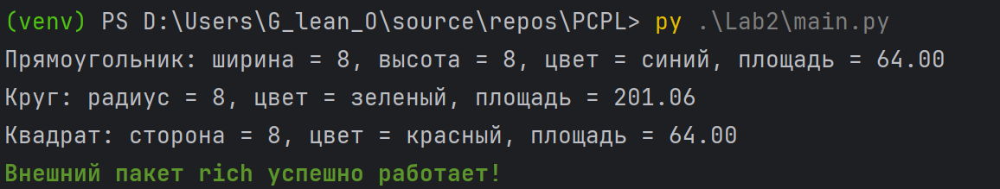 (venv) PS D:\Users\G_lean_O\source\repos\PCPL> py .\Lab2\main.py
Прямоугольник: ширина = 8, высота = 8, цвет = синий, площадь = 64.00
Круг: радиус = 8, цвет = зеленый, площадь = 201.06
Квадрат: сторона = 8, цвет = красный, площадь = 64.00
Внешний пакет rich успешно работает!